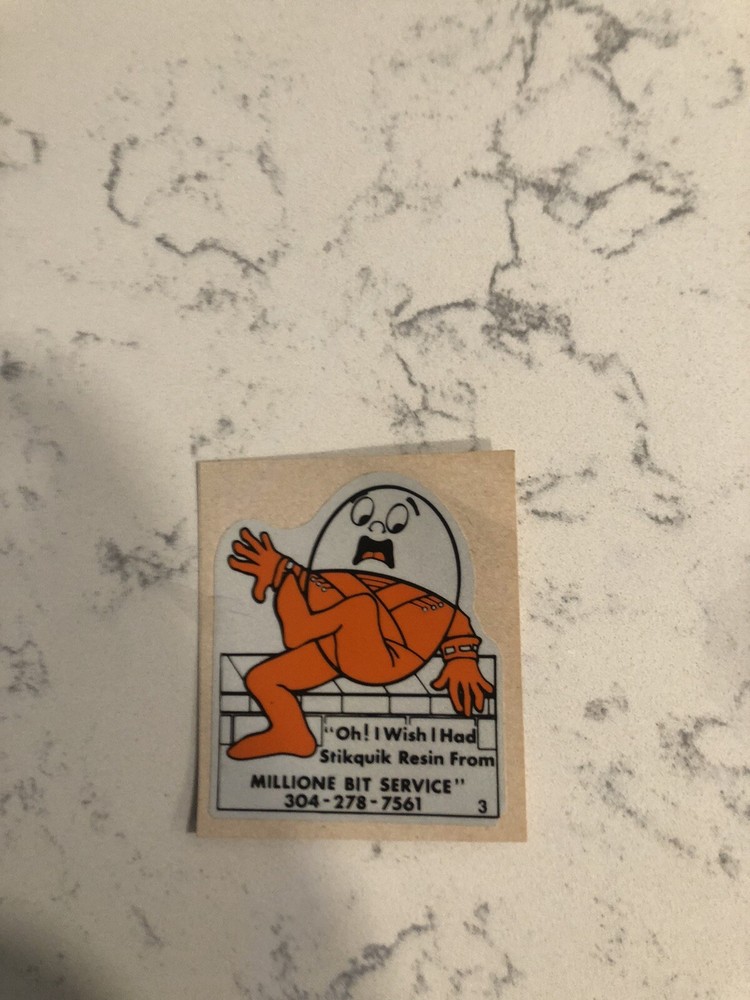 "Oh! I Wish I Had
Stikquik Resin From
MILLIONE BIT SERVICE"
304-278-7561
3